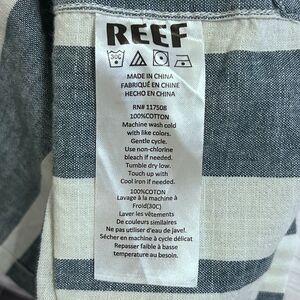 REEF
30C
MADE IN CHINA
FABRIQUÉ EN CHINE
HECHO EN CHINA
RN# 117508
100%COTTON
Machine wash cold
with like colors.
Gentle cycle.
Use non-chlorine
bleach if needed.
Tumble dry low.
Touch up with
Cool iron if needed.
100%COTON
Lavage à la machine à
Froid(30C)
Laver les vêtements
De couleurs similaires
Ne pas utiliser d'eau de javel.
Sécher en machine à cycle délicat
Repasser faible à basse
temperature au besoin.